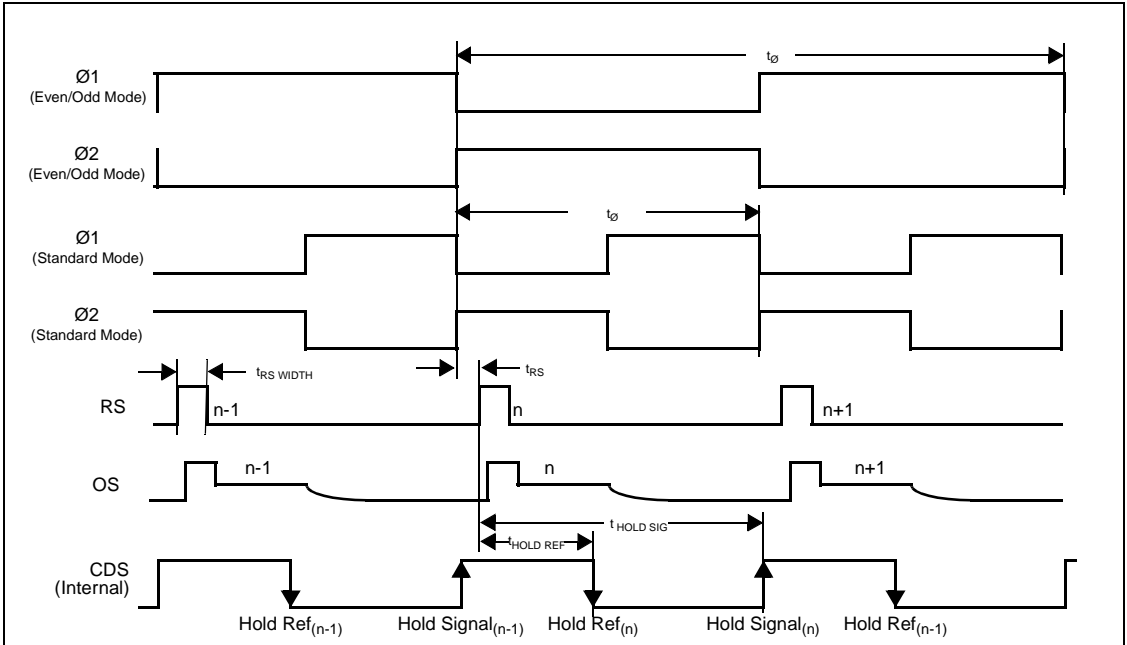 tØ
Ø1
(Even/Odd Mode)
Ø2
(Even/Odd Mode)
tØ
Ø1
(Standard Mode)
Ø2
(Standard Mode)
tRS WIDTH
tRS
RS
n-1
n
n+1
OS
n-1
n
n+1
t HOLD SIG
tHOLD REF
CDS
(Internal)
Hold Ref(n-1) Hold Signal(n-1) Hold Ref(n) Hold Signal(n) Hold Ref(n-1)